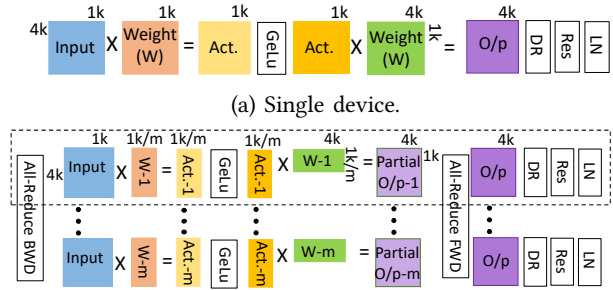 1k 1k 1k 4k 4k
4k Input X Weight (W) = Act. GeLu Act. X Weight (W) 1k = O/p DR Res LN
(a) Single device.
1k 1k/m 1k/m 1k/m 4k 4k 4k
All-Reduce BWD 4k Input X W-1 = Act.-1 GeLu Act.-1 X W-1 1k/m = Partial O/p-1 1k All-Reduce FWD O/p DR Res LN
Input X W-m = Act.-m GeLu Act.-m X W-m = Partial O/p-m O/p DR Res LN